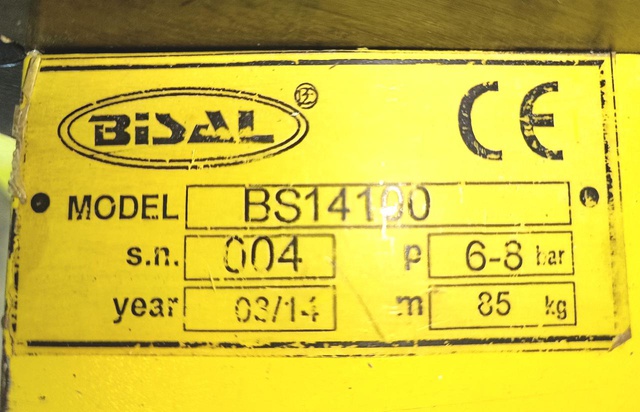 BiSAL
CE
MODEL BS14100
s.n. 004 p 6-8 bar
year 03/14 m 85 kg